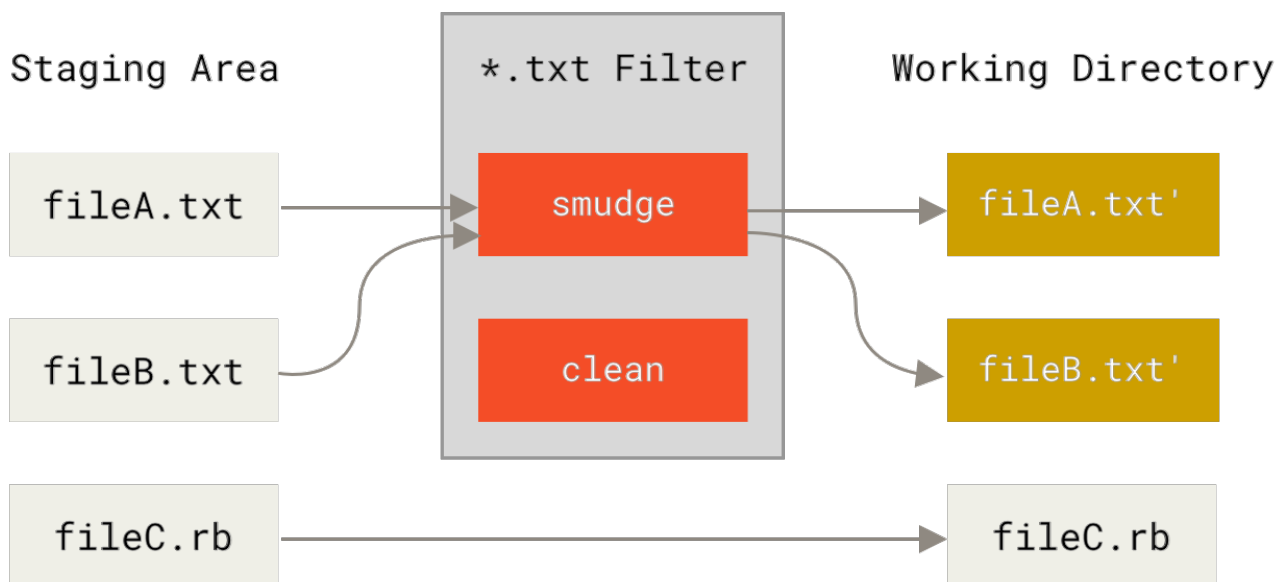 Staging Area
*.txt Filter
Working Directory
fileA.txt
smudge
fileA.txt'
fileB.txt
clean
fileB.txt'
fileC.rb
fileC.rb